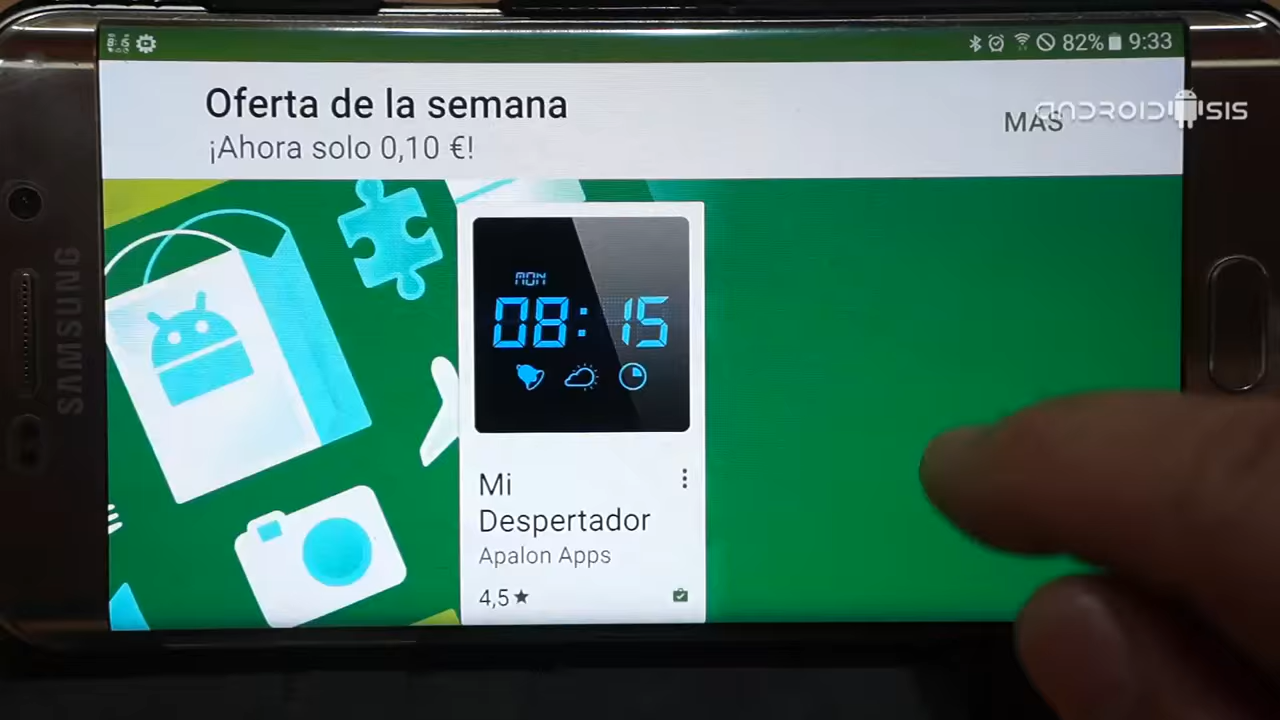 82% 9:33
Oferta de la semana
¡Ahora solo 0,10 €!
MÁS
ANDROIDSIS
SAMSUNG
MON
08:15
Mi
Despertador
Apalon Apps
4,5★